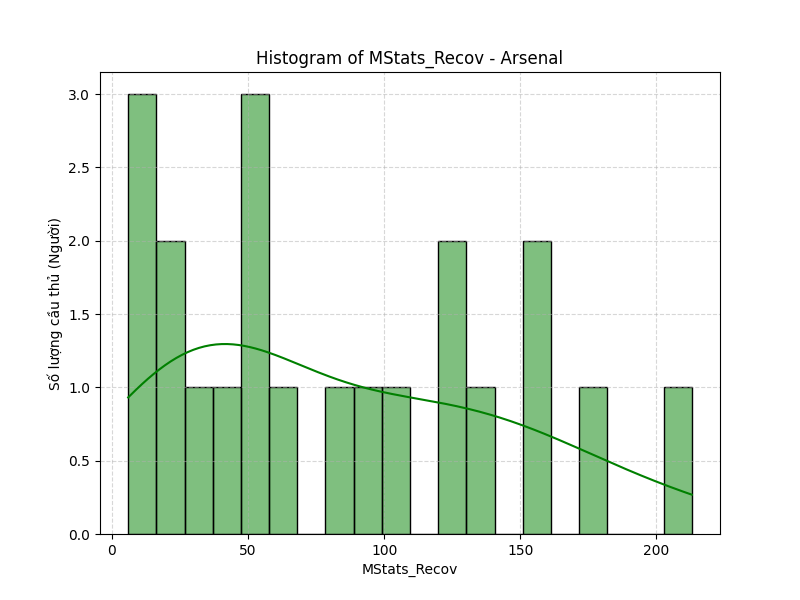 Histogram of MStats_Recov - Arsenal
3.0
2.5
2.0
1.5
1.0
0.5
0.0
Số lượng cầu thủ (Người)
0 50 100 150 200
MStats_Recov